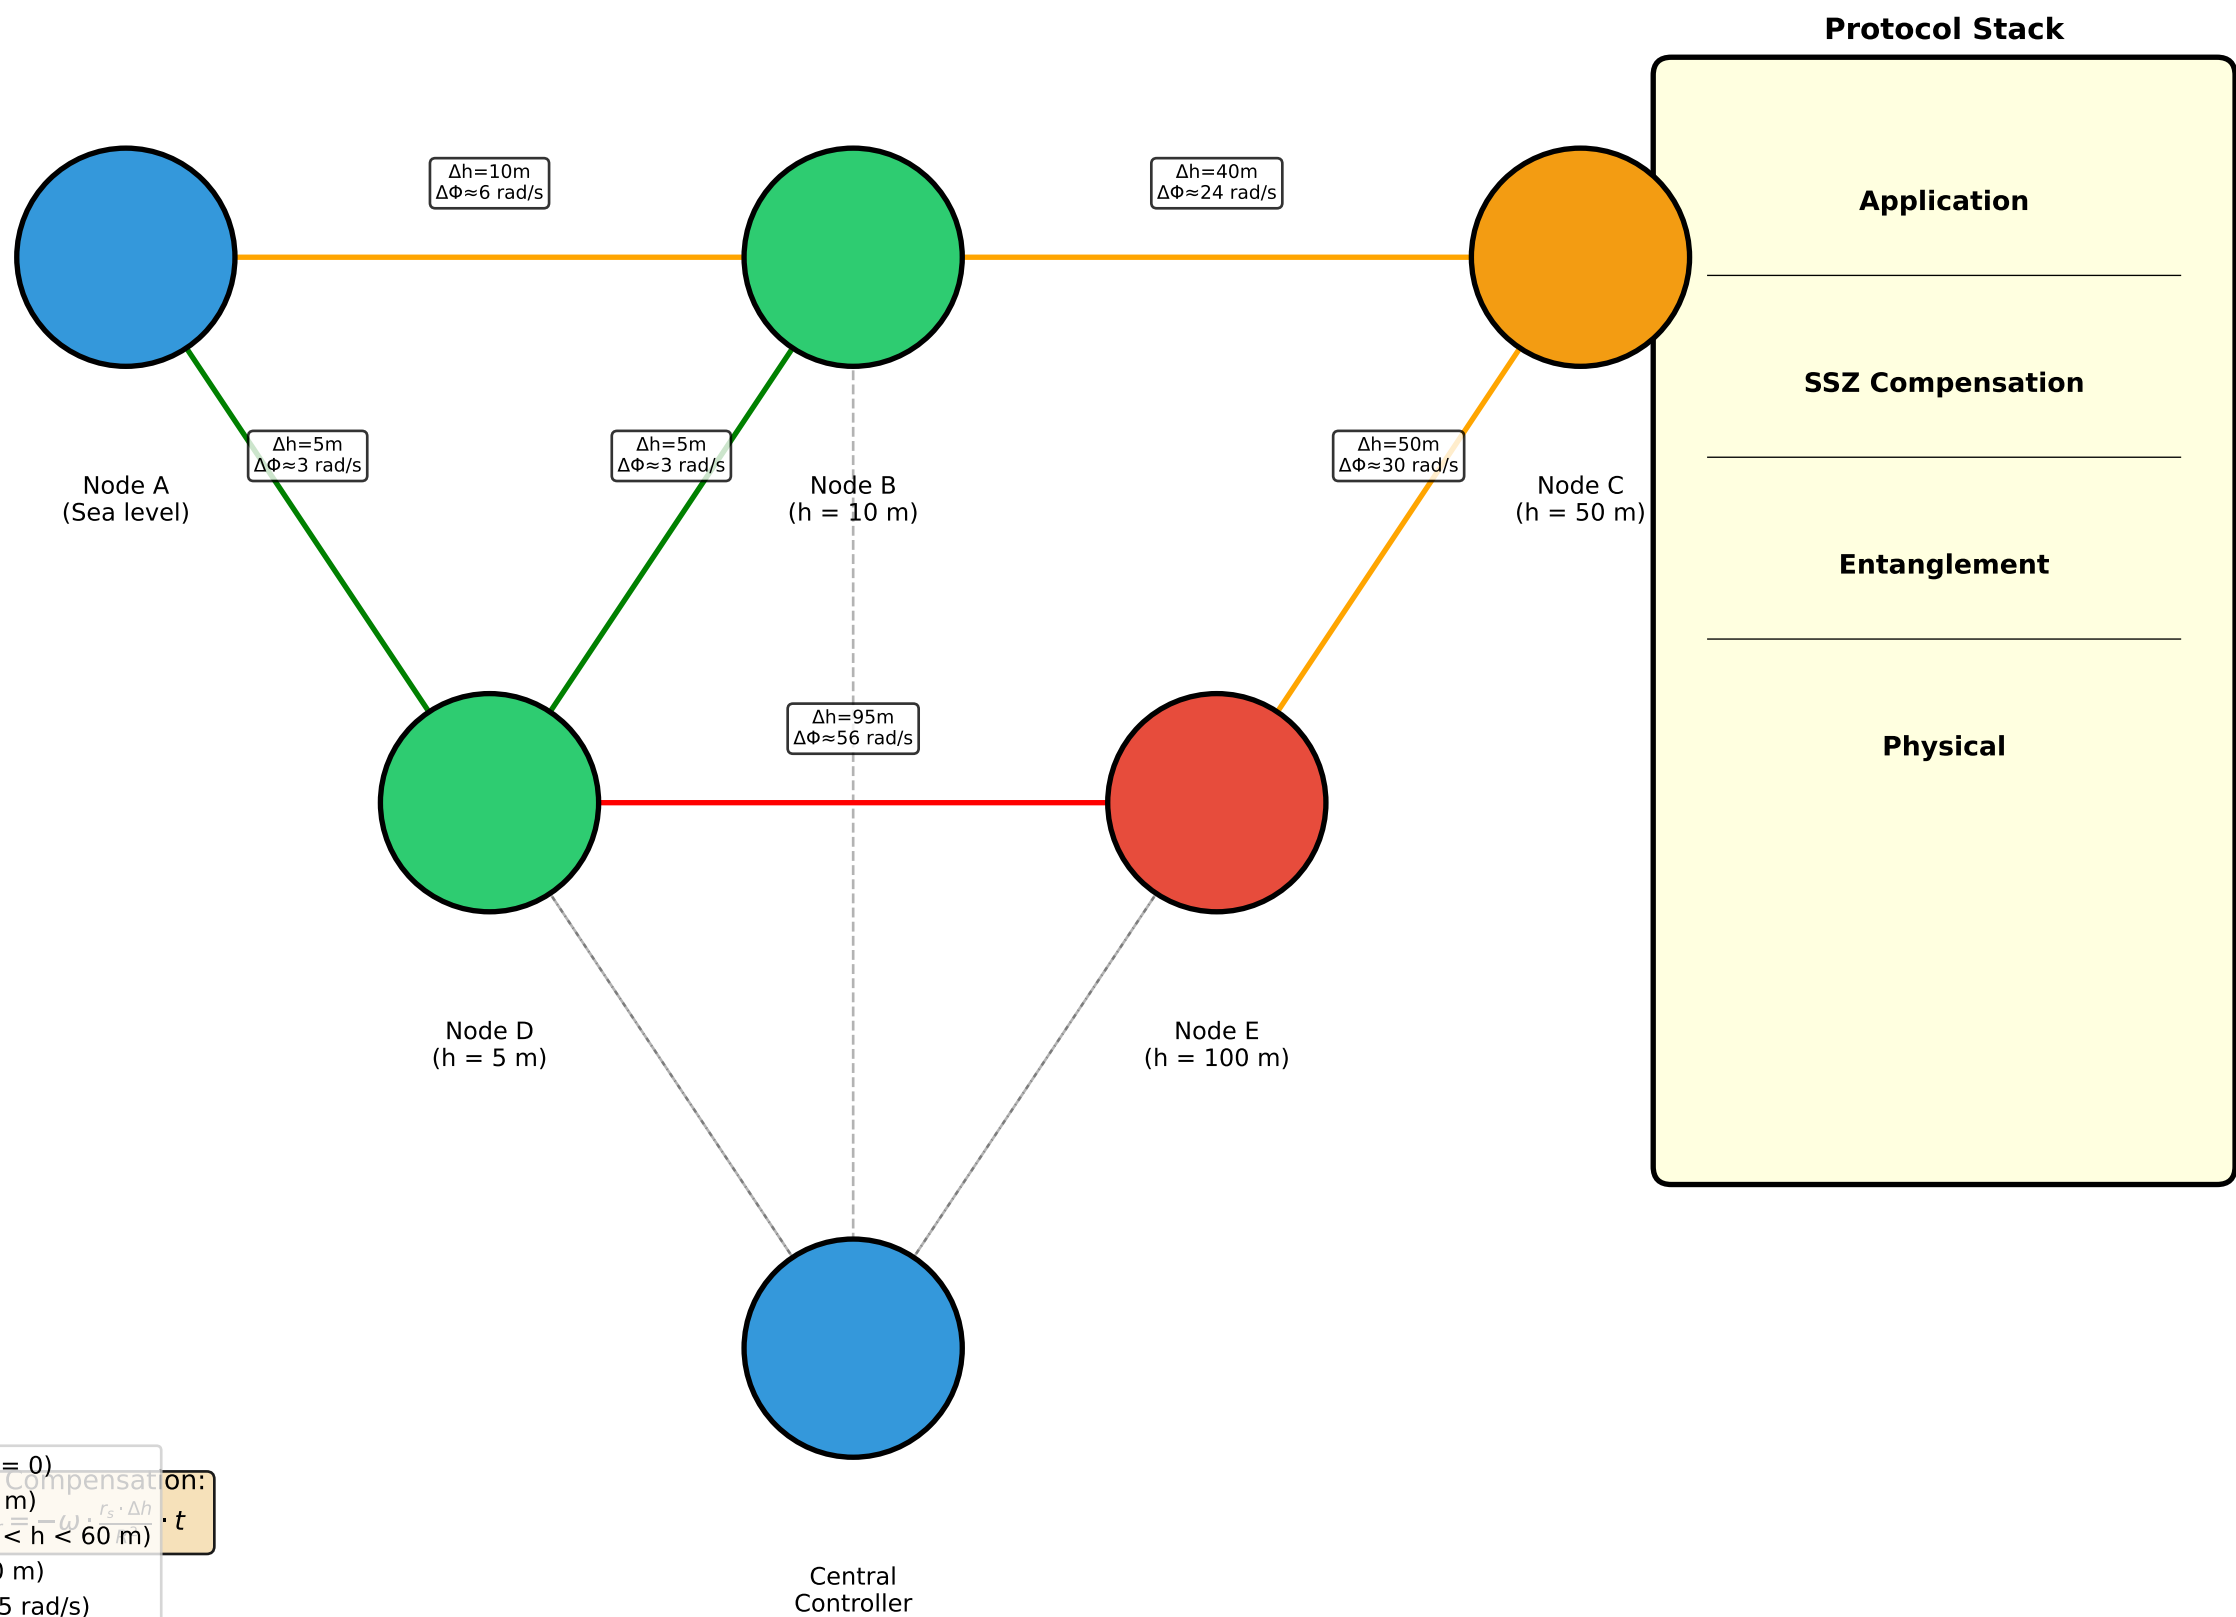 Protocol Stack
Δh=10m
ΔΦ≈6 rad/s
Δh=40m
ΔΦ≈24 rad/s
Application
SSZ Compensation
Δh=5m
ΔΦ≈3 rad/s
Δh=5m
ΔΦ≈3 rad/s
Δh=50m
ΔΦ≈30 rad/s
Node A
(Sea level)
Node B
(h = 10 m)
Node C
(h = 50 m)
Entanglement
Δh=95m
ΔΦ≈56 rad/s
Physical
Node D
(h = 5 m)
Node E
(h = 100 m)
= 0)
Compensation:
m)
= −ω · r_s · Δh · t
< h < 60 m)
m)
5 rad/s)
Central
Controller